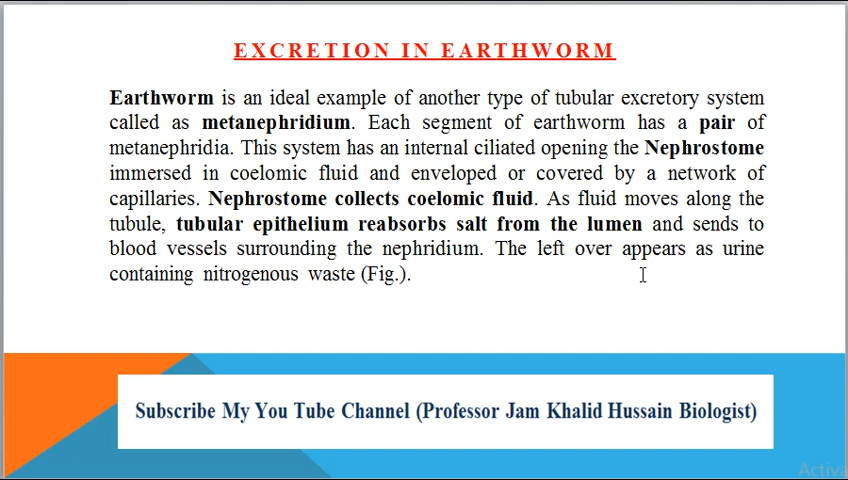 EXCRETION IN EARTHWORM
Earthworm is an ideal example of another type of tubular excretory system
called as metanephridium. Each segment of earthworm has a pair of
metanephridia. This system has an internal ciliated opening the Nephrostome
immersed in coelomic fluid and enveloped or covered by a network of
capillaries. Nephrostome collects coelomic fluid. As fluid moves along the
tubule, tubular epithelium reabsorbs salt from the lumen and sends to
blood vessels surrounding the nephridium. The left over appears as urine
containing nitrogenous waste (Fig.).
Subscribe My You Tube Channel (Professor Jam Khalid Hussain Biologist)
Activa